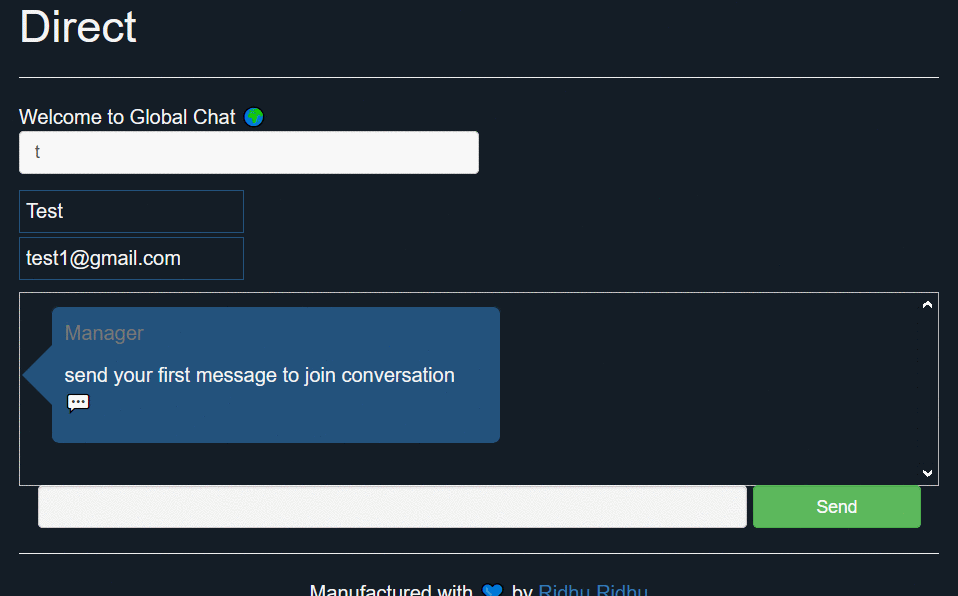 Direct
Welcome to Global Chat 🌍
t
Test
test1@gmail.com
Manager
send your first message to join conversation
💬
Send
Manufactured with 💙 by Ridhu Ridhu